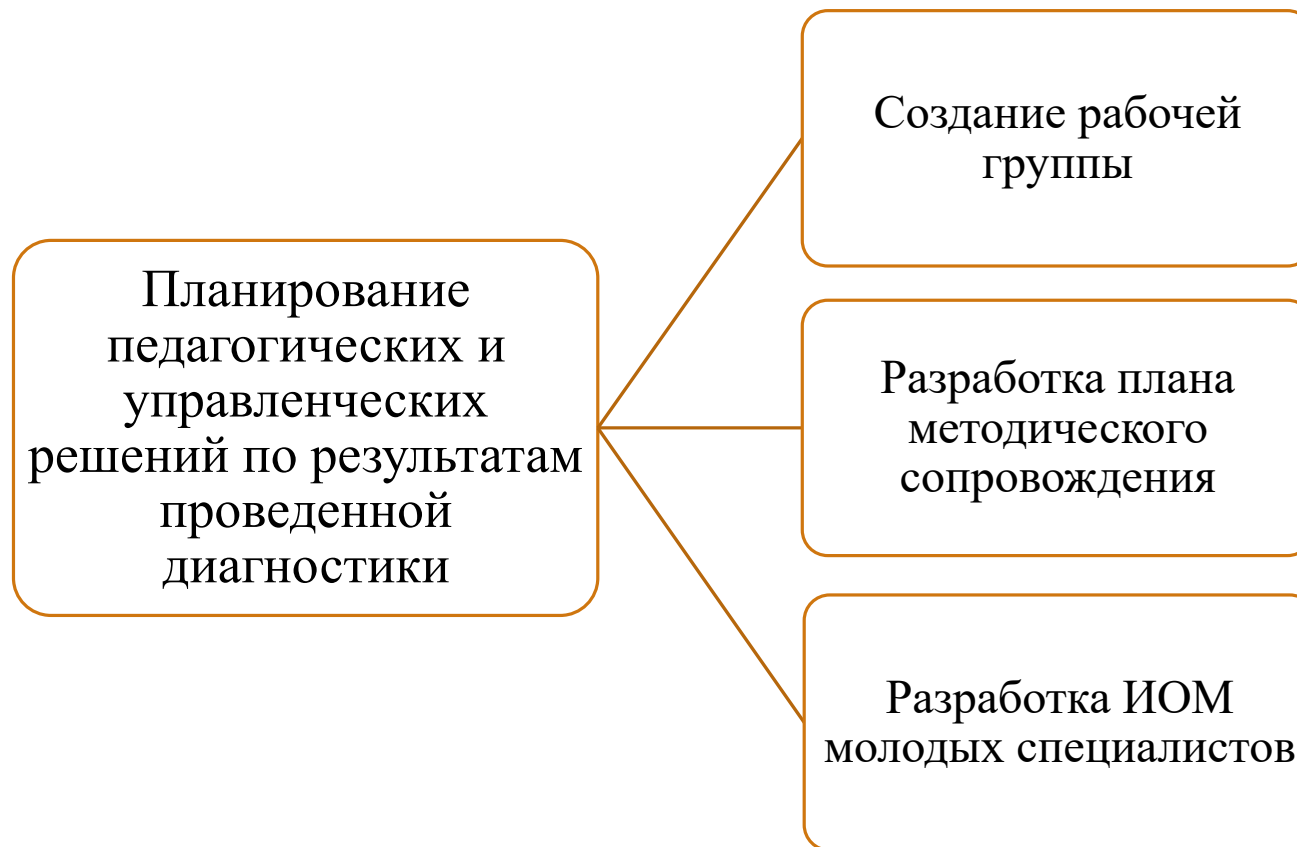 Планирование
педагогических и
управленческих
решений по результатам
проведенной
диагностики
Создание рабочей
группы
Разработка плана
методического
сопровождения
Разработка ИОМ
молодых специалистов